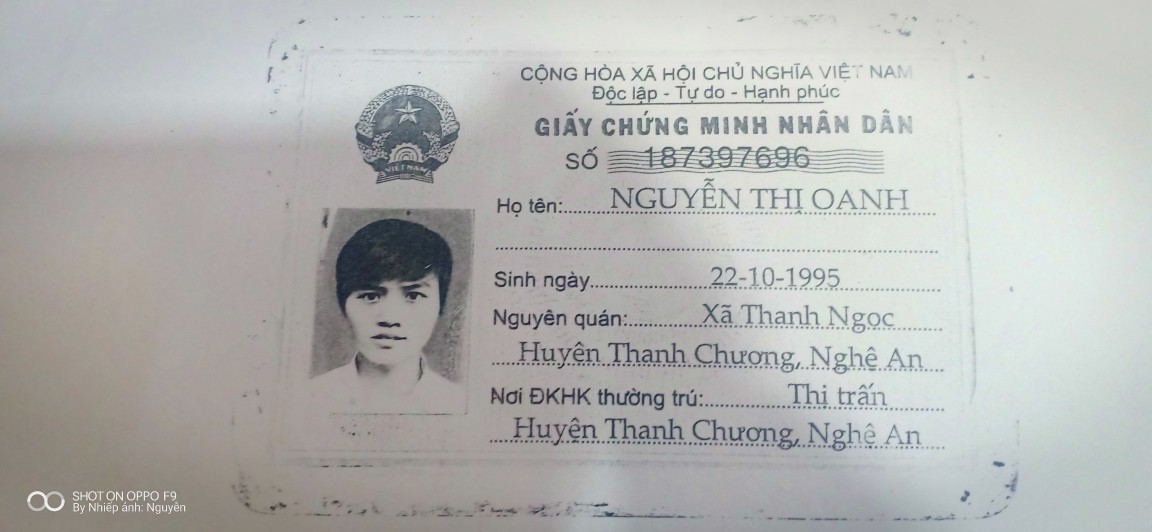 CỘNG HÒA XÃ HỘI CHỦ NGHĨA VIỆT NAM
Độc lập - Tự do - Hạnh phúc
GIẤY CHỨNG MINH NHÂN DÂN
SỐ 187397696
VIET NAM
Họ tên: NGUYỄN THỊ OANH
Sinh ngày 22-10-1995
Nguyên quán: Xã Thanh Ngọc
Huyện Thanh Chương, Nghệ An
Nơi ĐKHK thường trú: Thị trấn
Huyện Thanh Chương, Nghệ An
SHOT ON OPPO F9
By Nhiếp ảnh: Nguyên